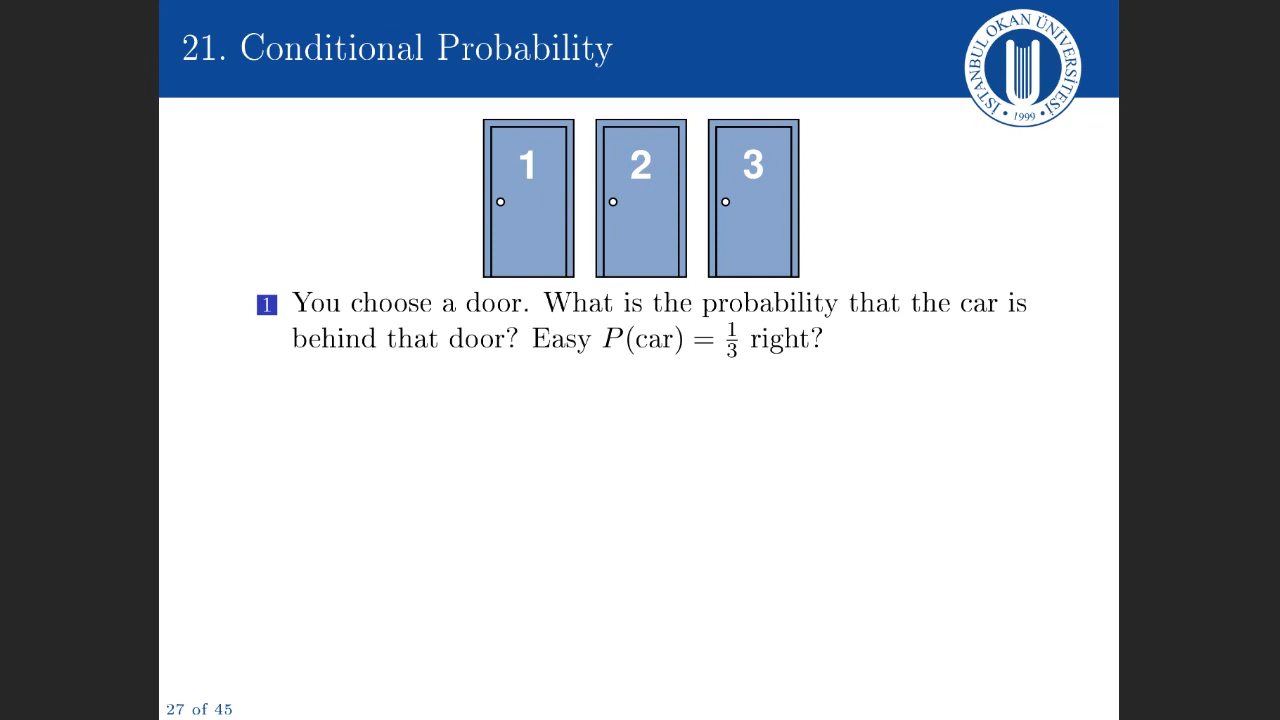 21. Conditional Probability
İSTANBUL OKAN ÜNİVERSİTESİ
• 1999 •
1 2 3
1 You choose a door. What is the probability that the car is
behind that door? Easy P(car) = 1/3 right?
27 of 45